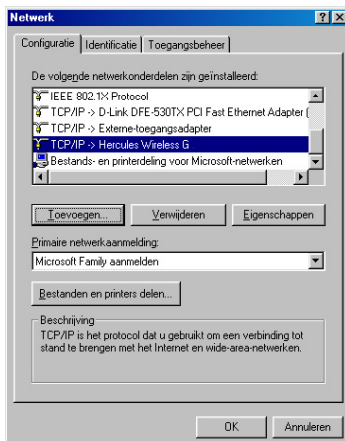 Netwerk
Configuratie Identificatie Toegangsbeheer
De volgende netwerkonderdelen zijn geïnstalleerd:
IEEE 802.1X Protocol
TCP/IP -> D-Link DFE-530TX PCI Fast Ethernet Adapter (
TCP/IP -> Externe-toegangsadapter
TCP/IP -> Hercules Wireless G
Bestands- en printerdeling voor Microsoft-netwerken
Toevoegen... Verwijderen Eigenschappen
Primaire netwerkaanmelding:
Microsoft Family aanmelden
Bestanden en printers delen...
Beschrijving
TCP/IP is het protocol dat u gebruikt om een verbinding tot
stand te brengen met het Internet en wide-area-netwerken.
OK Annuleren